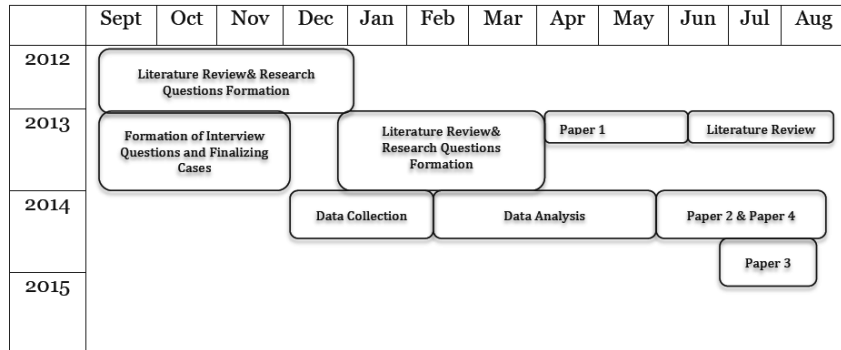 Sept Oct Nov Dec Jan Feb Mar Apr May Jun Jul Aug
2012
Literature Review& Research
Questions Formation
2013
Formation of Interview
Questions and Finalizing
Cases
Literature Review&
Research Questions
Formation
Paper 1
Literature Review
2014
Data Collection
Data Analysis
Paper 2 & Paper 4
Paper 3
2015